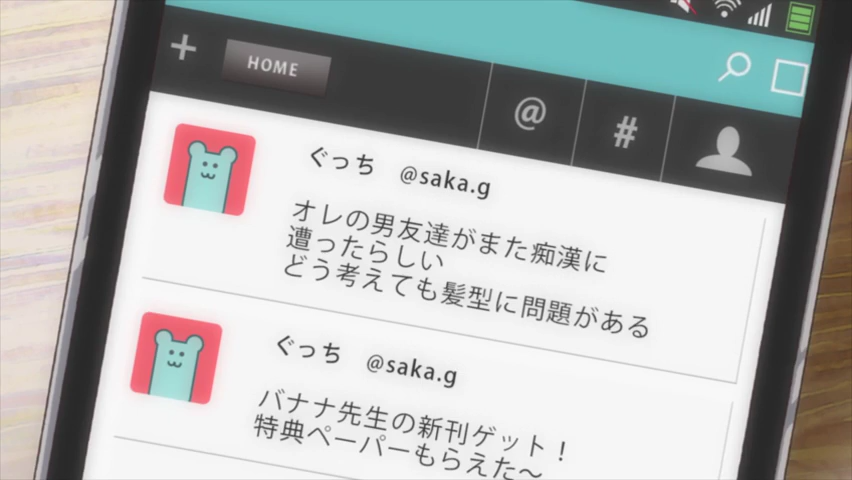 HOME @ #
ぐっち @saka.g
オレの男友達がまた痴漢に
遭ったらしい
どう考えても髪型に問題がある
ぐっち @saka.g
バナナ先生の新刊ゲット！
特典ペーパーもらえた～